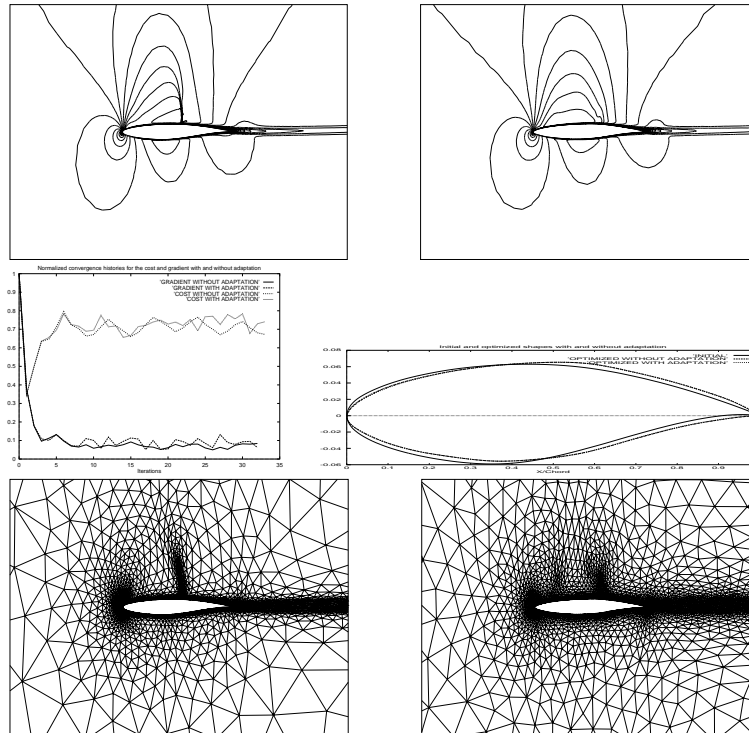 Normalized convergence histories for the cost and gradient with and without adaptation
1
0.9
0.8
0.7
0.6
0.5
0.4
0.3
0.2
0.1
0
'GRADIENT WITHOUT ADAPTATION'
'GRADIENT WITH ADAPTATION'
'COST WITHOUT ADAPTATION'
'COST WITH ADAPTATION'
0 5 10 15 20 25 30 35
Iterations
Initial and optimized shapes with and without adaptation
0.08
0.06
0.04
0.02
0
-0.02
-0.04
-0.06
'INITIAL'
'OPTIMIZED WITHOUT ADAPTATION'
'OPTIMIZED WITH ADAPTATION'
0 0.1 0.2 0.3 0.4 0.5 0.6 0.7 0.8 0.9
X/Chord